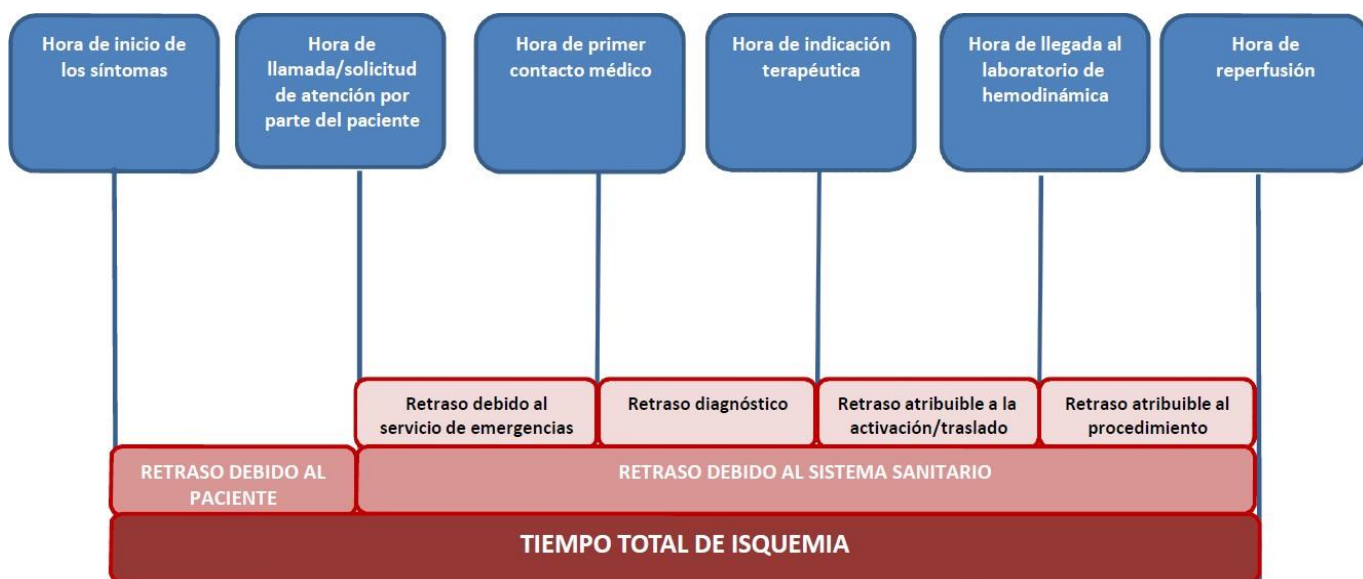 Hora de inicio de
los síntomas
Hora de
llamada/solicitud
de atención por
parte del paciente
Hora de primer
contacto médico
Hora de indicación
terapéutica
Hora de llegada al
laboratorio de
hemodinámica
Hora de
reperfusión
Retraso debido al
servicio de emergencias
Retraso diagnóstico
Retraso atribuible a la
activación/traslado
Retraso atribuible al
procedimiento
RETRASO DEBIDO AL
PACIENTE
RETRASO DEBIDO AL SISTEMA SANITARIO
TIEMPO TOTAL DE ISQUEMIA